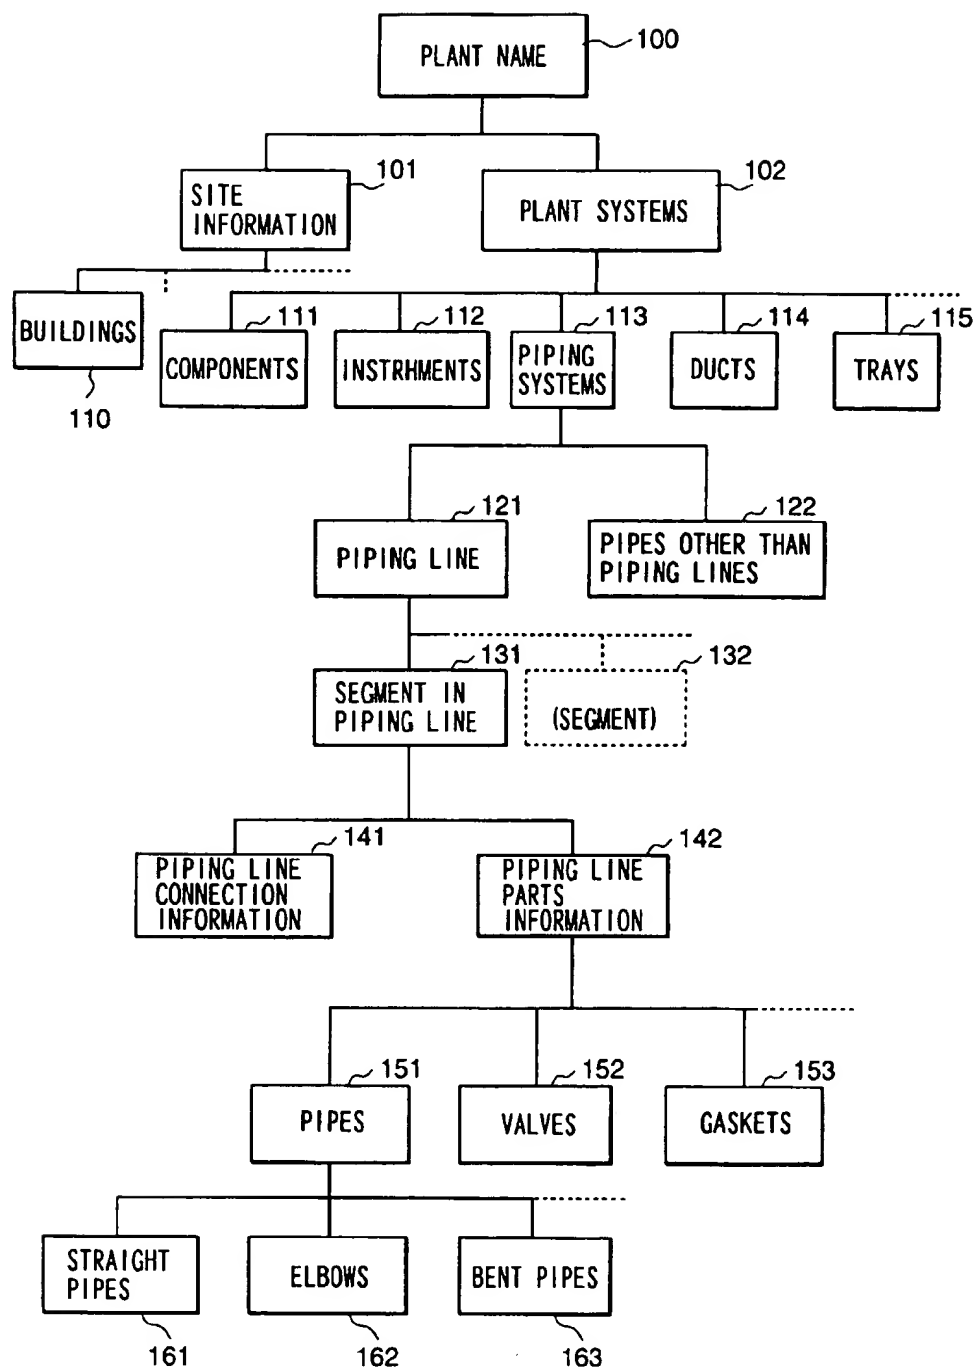 PLANT NAME
100
SITE
INFORMATION
101
PLANT SYSTEMS
102
BUILDINGS
110
COMPONENTS
111
INSTRHMENTS
112
PIPING
SYSTEMS
113
DUCTS
114
TRAYS
115
PIPING LINE
121
PIPES OTHER THAN
PIPING LINES
122
SEGMENT IN
PIPING LINE
131
(SEGMENT)
132
PIPING LINE
CONNECTION
INFORMATION
141
PIPING LINE
PARTS
INFORMATION
142
PIPES
151
VALVES
152
GASKETS
153
STRAIGHT
PIPES
161
ELBOWS
162
BENT PIPES
163